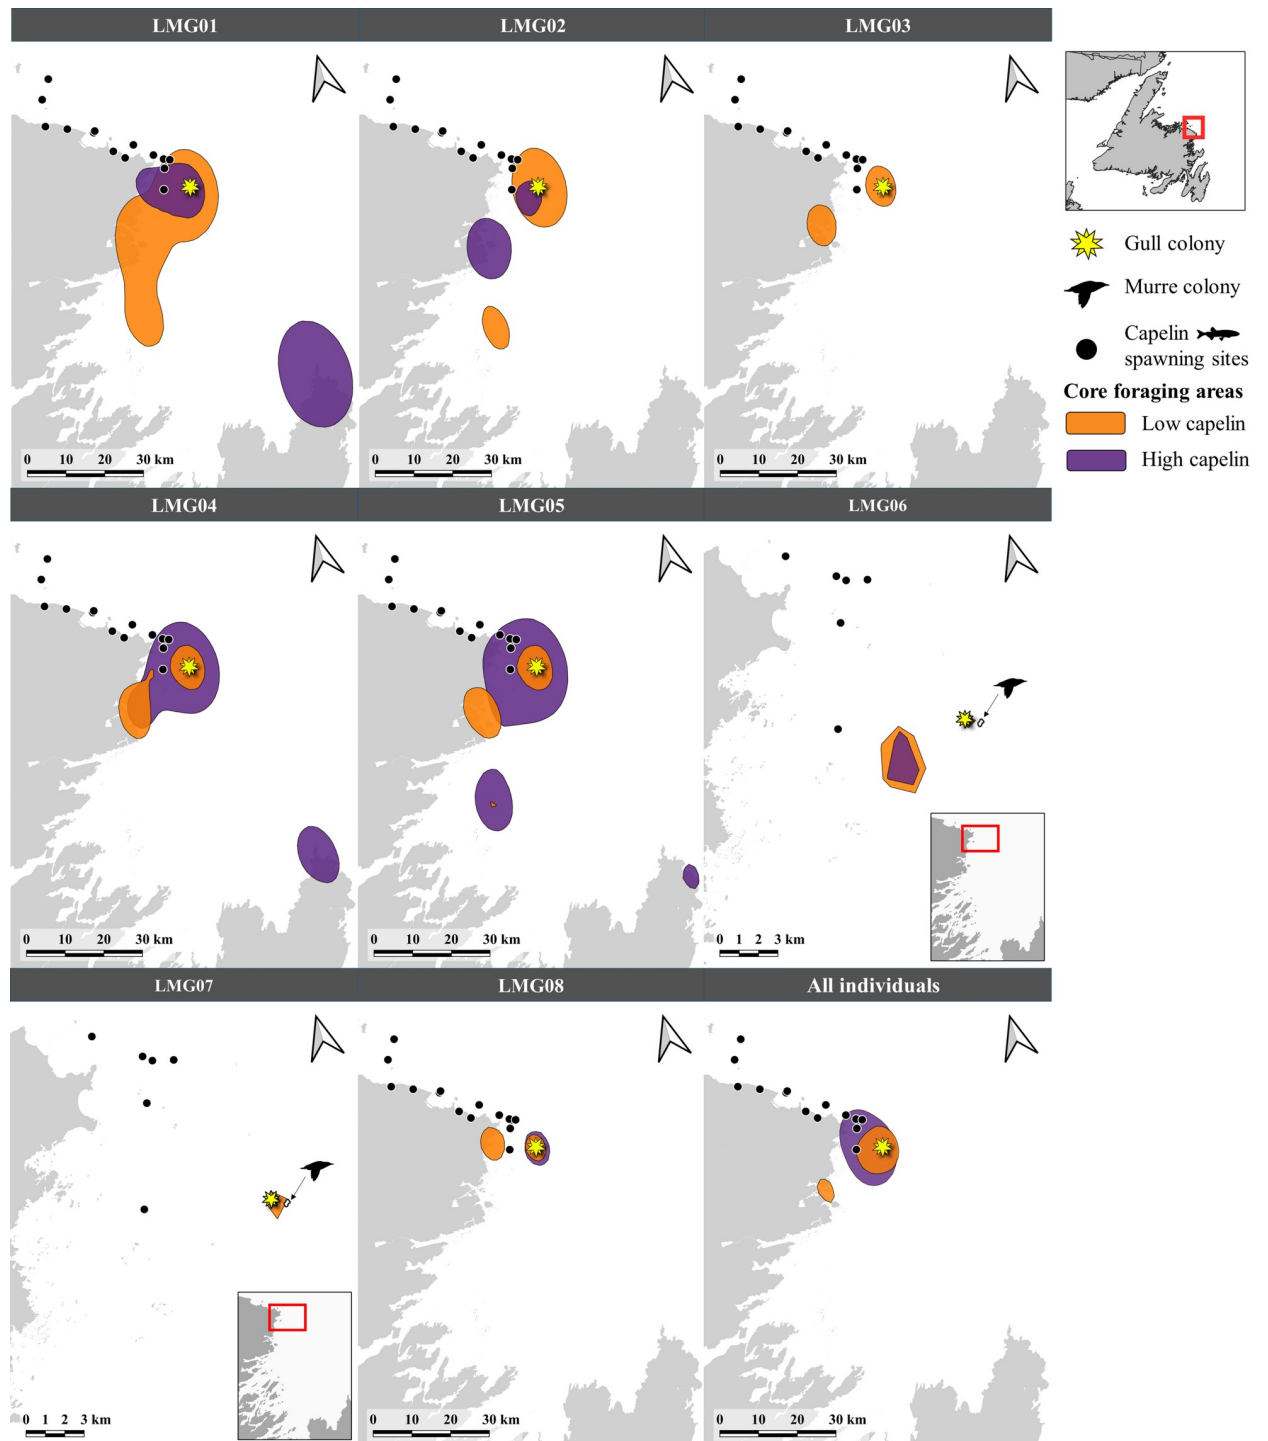 LMG01
LMG02
LMG03
Gull colony
Murre colony
Capelin
spawning sites
Core foraging areas
Low capelin
High capelin
0 10 20 30 km
0 10 20 30 km
0 10 20 30 km
LMG04
LMG05
LMG06
0 10 20 30 km
0 10 20 30 km
0 1 2 3 km
LMG07
LMG08
All individuals
0 1 2 3 km
0 10 20 30 km
0 10 20 30 km